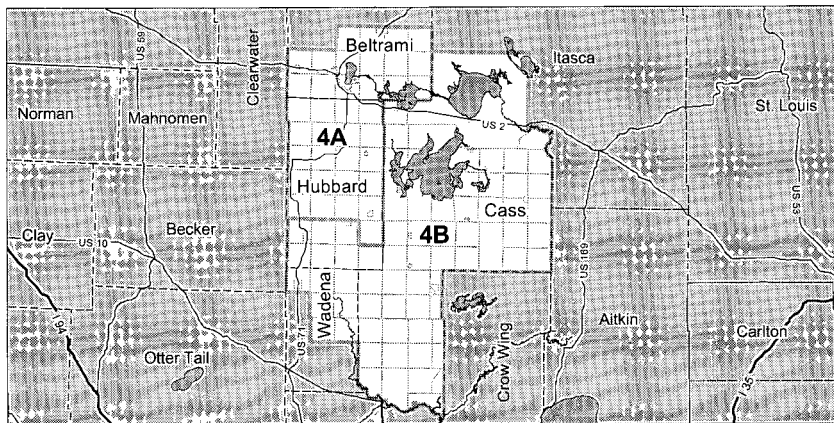 US 59
Clearwater
Beltrami
Itasca
Norman
Mahnomen
St. Louis
4A
US 2
Hubbard
Cass
US 53
Clay
US 10
Becker
4B
US 169
I 94
Wadena
US 71
Otter Tail
Crow Wing
Aitkin
Carlton
I 35